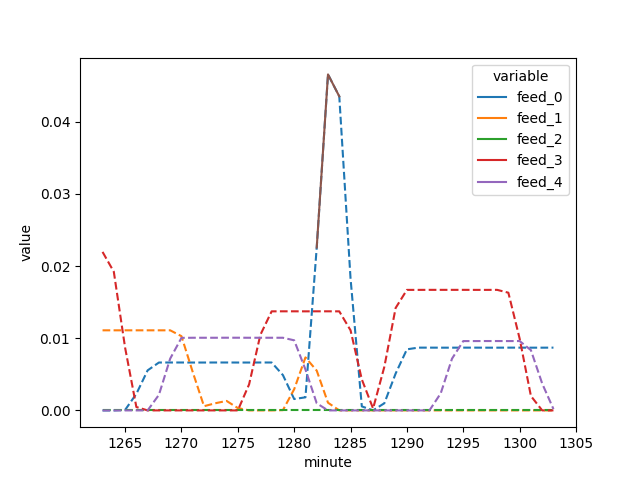 variable
feed_0
feed_1
feed_2
feed_3
feed_4
value
0.04
0.03
0.02
0.01
0.00
1265 1270 1275 1280 1285 1290 1295 1300 1305
minute